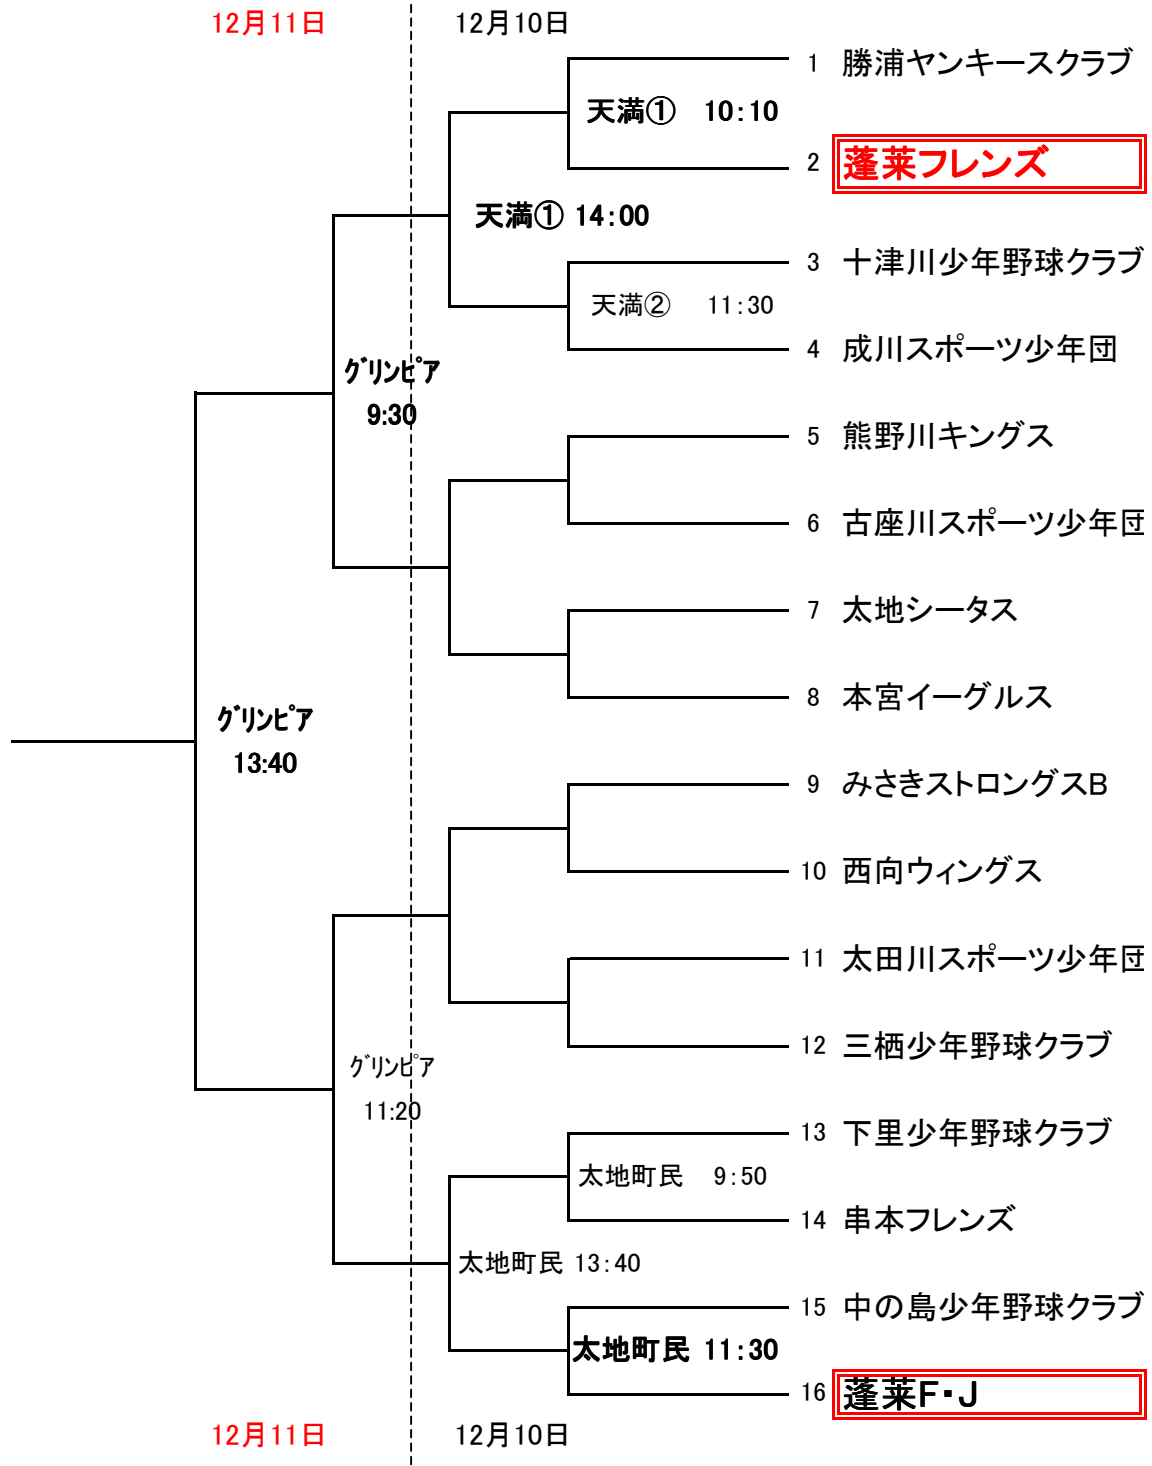 12月11日 12月10日
1 勝浦ヤンキースクラブ
天満① 10:10
2 蓬莱フレンズ
天満① 14:00
3 十津川少年野球クラブ
天満② 11:30
4 成川スポーツ少年団
グリンピア
9:30
5 熊野川キングス
6 古座川スポーツ少年団
7 太地シータス
8 本宮イーグルス
グリンピア
13:40
9 みさきストロングスB
10 西向ウィングス
11 太田川スポーツ少年団
12 三栖少年野球クラブ
グリンピア
11:20
13 下里少年野球クラブ
太地町民 9:50
14 串本フレンズ
太地町民 13:40
15 中の島少年野球クラブ
太地町民 11:30
16 蓬莱F・J
12月11日 12月10日